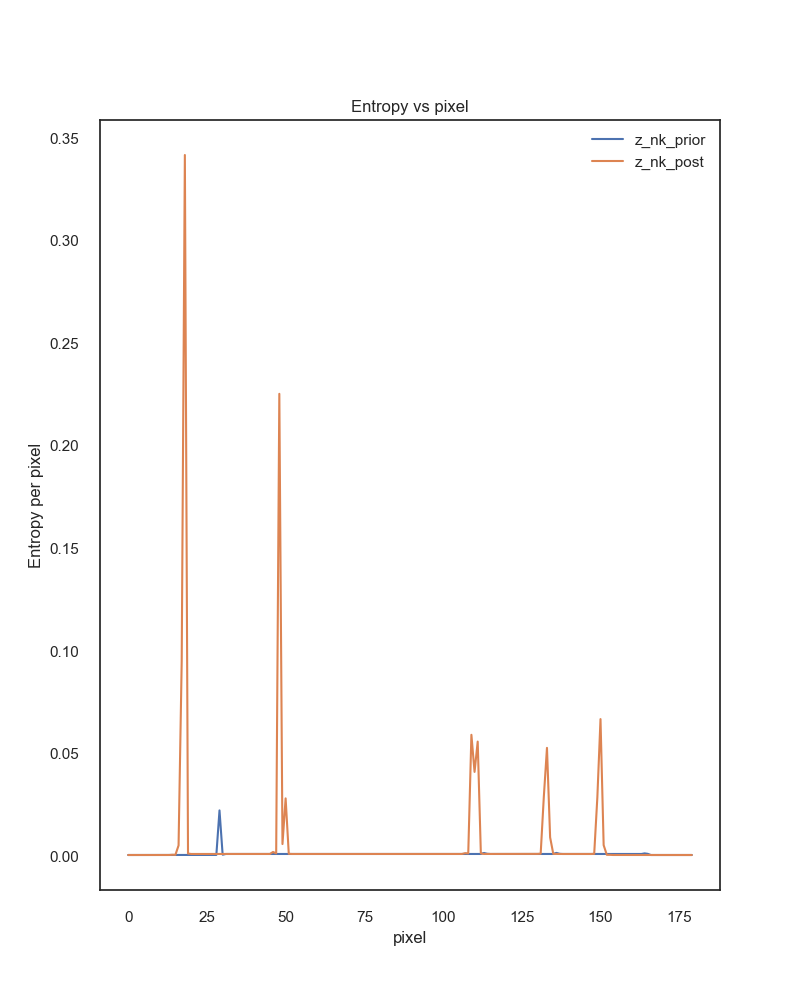 Entropy vs pixel
z_nk_prior
z_nk_post
0.35
0.30
0.25
0.20
0.15
0.10
0.05
0.00
Entropy per pixel
0 25 50 75 100 125 150 175
pixel